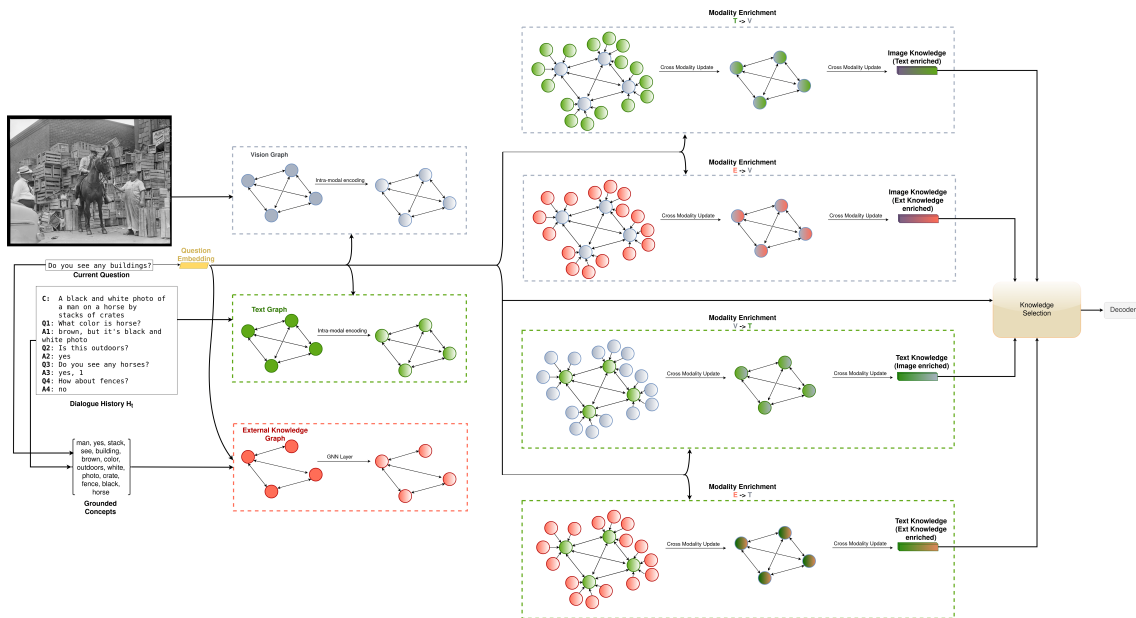 Modality Enrichment
T -> V
Cross Modality Update
Cross Modality Update
Image Knowledge
(Text enriched)
Vision Graph
Intra-modal encoding
Modality Enrichment
E -> V
Cross Modality Update
Cross Modality Update
Image Knowledge
(Ext Knowledge
enriched)
Question
Embedding
Do you see any buildings?
Current Question
C: A black and white photo of
a man on a horse by
stacks of crates
Q1: What color is horse?
A1: brown, but it's black and
white photo
Q2: Is this outdoors?
A2: yes
Q3: Do you see any horses?
A3: yes, 1
Q4: How about fences?
A4: no
Dialogue History Ht
Text Graph
Intra-modal encoding
Knowledge
Selection
Decoder
Modality Enrichment
V -> T
Cross Modality Update
Cross Modality Update
Text Knowledge
(Image enriched)
man, yes, stack,
see, building,
brown, color,
outdoors, white,
photo, crate,
fence, black,
horse
Grounded
Concepts
External Knowledge
Graph
GNN Layer
Modality Enrichment
E -> T
Cross Modality Update
Cross Modality Update
Text Knowledge
(Ext Knowledge
enriched)